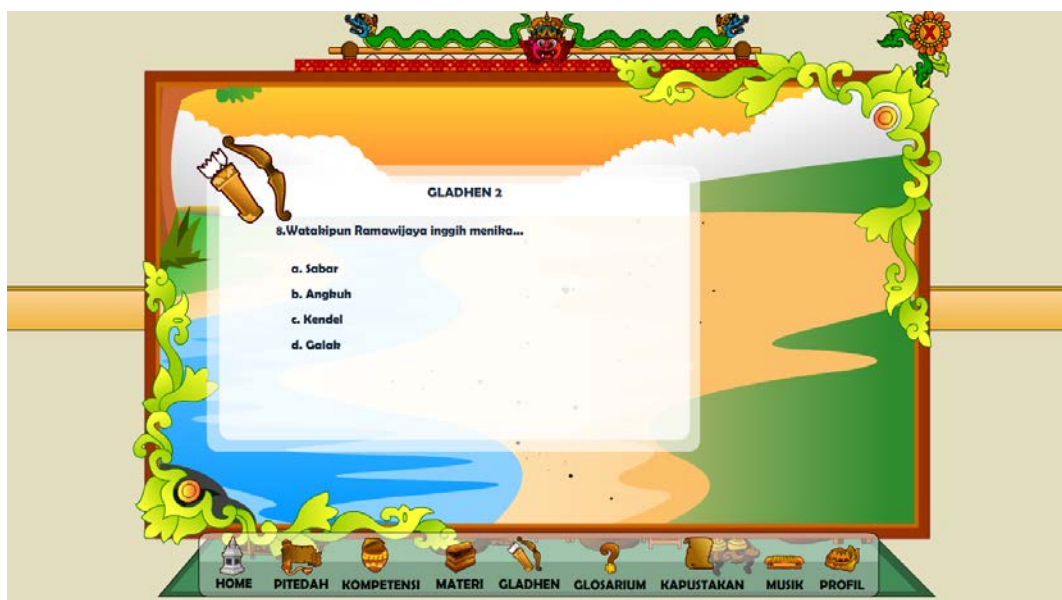 X
GLADHEN 2
8.Watakipun Ramawijaya inggih menika...
a. Sabar
b. Angkuh
c. Kendel
d. Galak
HOME PITEDAH KOMPETENSI MATERI GLADHEN GLOSARIUM KAPUSTAKAN MUSIK PROFIL